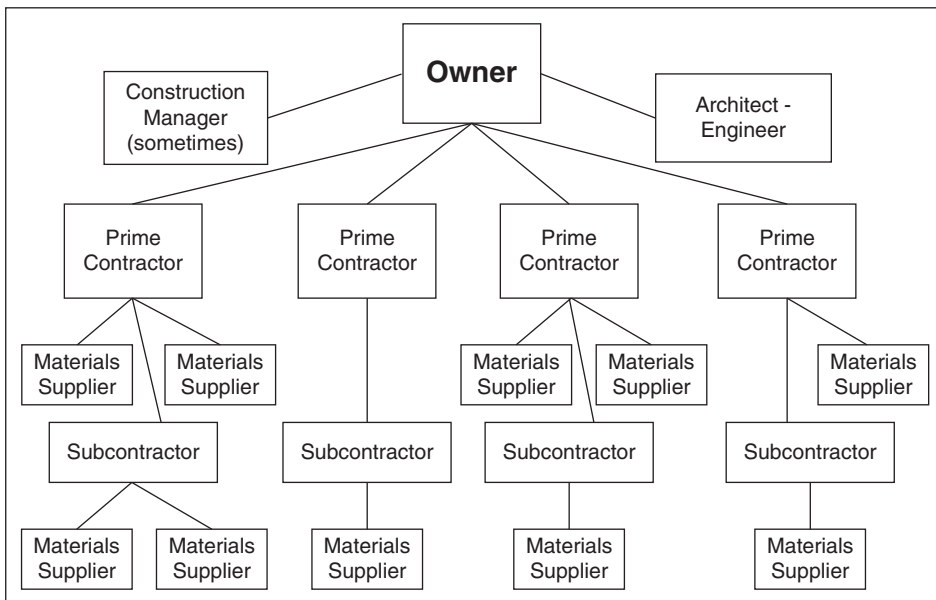 Owner
Construction
Manager
(sometimes)
Architect -
Engineer
Prime
Contractor
Prime
Contractor
Prime
Contractor
Prime
Contractor
Materials
Supplier
Materials
Supplier
Materials
Supplier
Materials
Supplier
Materials
Supplier
Subcontractor
Subcontractor
Subcontractor
Subcontractor
Materials
Supplier
Materials
Supplier
Materials
Supplier
Materials
Supplier
Materials
Supplier